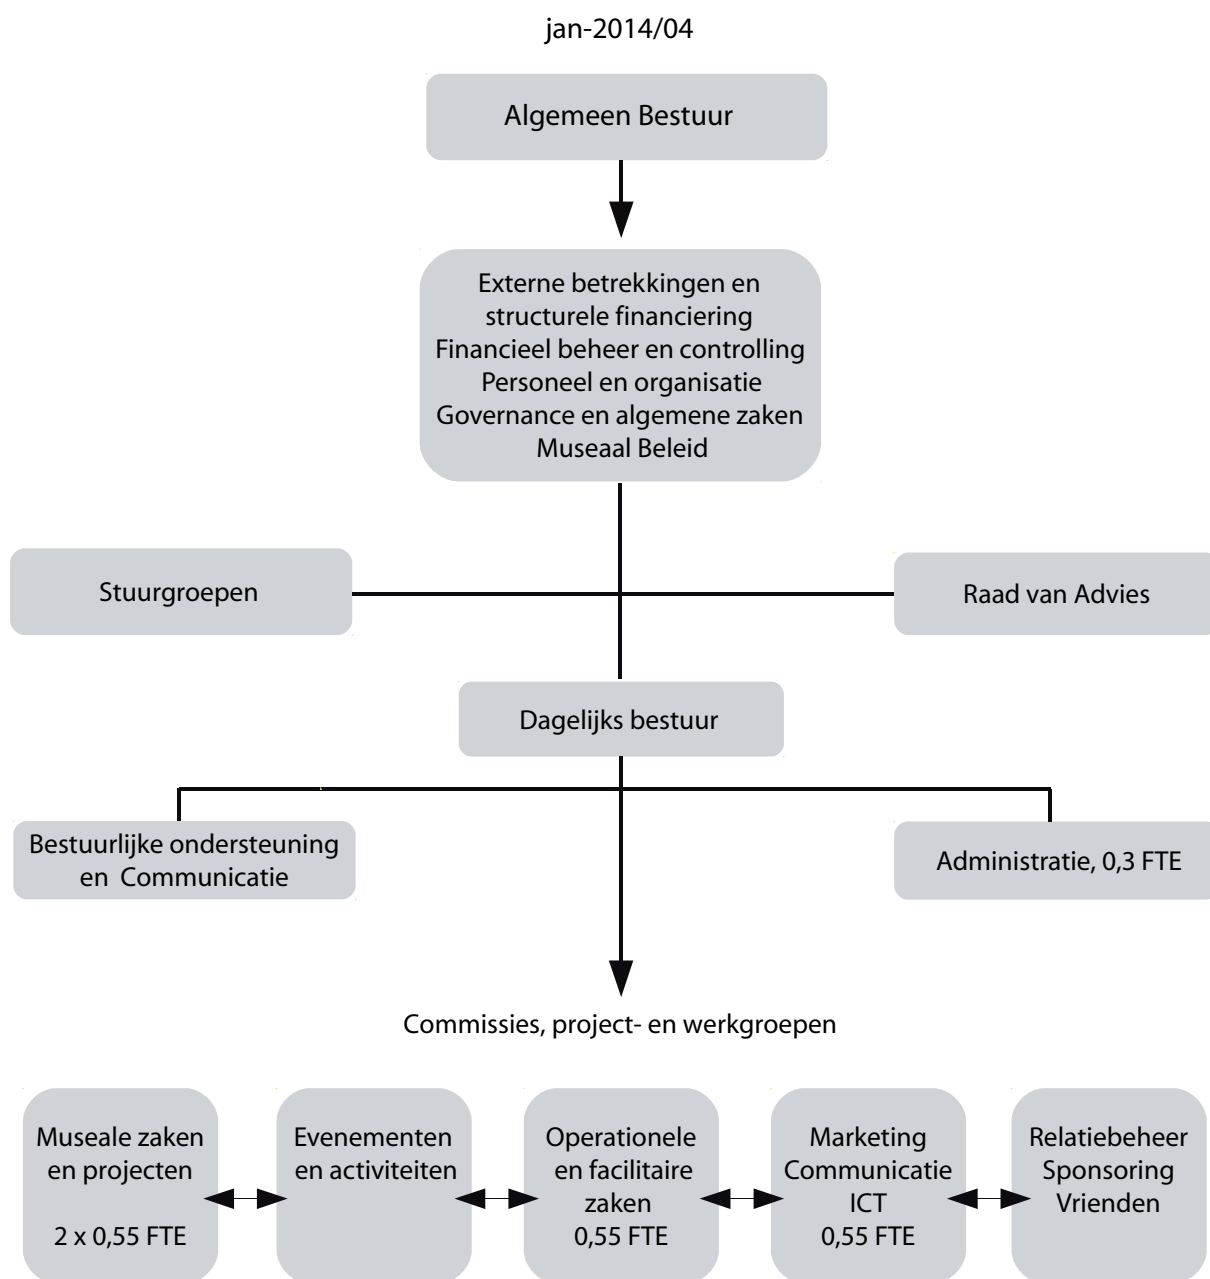 jan-2014/04
Algemeen Bestuur
Externe betrekkingen en
structurele financiering
Financieel beheer en controlling
Personeel en organisatie
Governance en algemene zaken
Museaal Beleid
Stuurgroepen
Raad van Advies
Dagelijks bestuur
Bestuurlijke ondersteuning
en Communicatie
Administratie, 0,3 FTE
Commissies, project- en werkgroepen
Museale zaken
en projecten
2 x 0,55 FTE
Evenementen
en activiteiten
Operationele
en facilitaire
zaken
0,55 FTE
Marketing
Communicatie
ICT
0,55 FTE
Relatiebeheer
Sponsoring
Vrienden